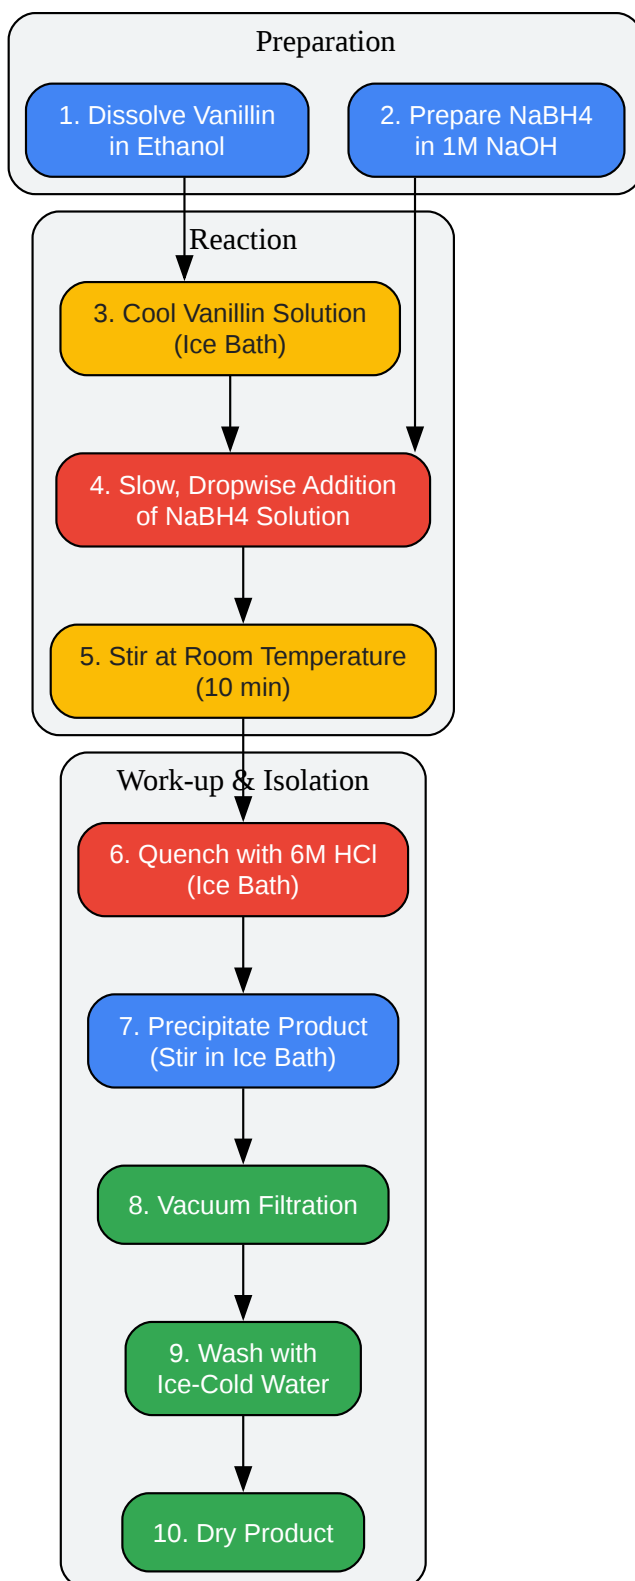 Preparation
1. Dissolve Vanillin
in Ethanol
2. Prepare NaBH4
in 1M NaOH
Reaction
3. Cool Vanillin Solution
(Ice Bath)
4. Slow, Dropwise Addition
of NaBH4 Solution
5. Stir at Room Temperature
(10 min)
Work-up & Isolation
6. Quench with 6M HCl
(Ice Bath)
7. Precipitate Product
(Stir in Ice Bath)
8. Vacuum Filtration
9. Wash with
Ice-Cold Water
10. Dry Product